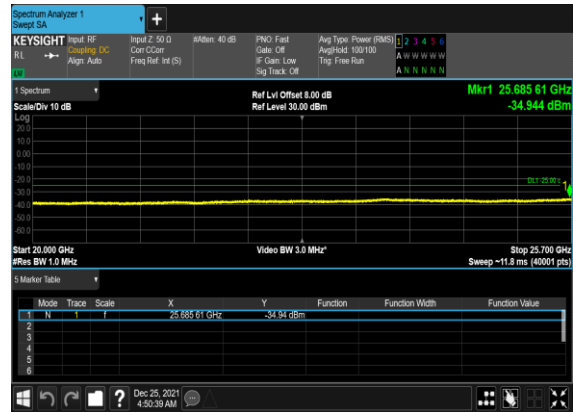 Spectrum Analyzer 1
Swept SA
KEYSIGHT Input: RF Input Z: 50 Ω #Atten: 40 dB PNO: Fast Avg Type: Power (RMS) 1 2 3 4 5 6
RL Coupling: DC Corr CCorr Gate: Off Avg|Hold: 100/100 A W W W W W
Align: Auto Freq Ref: Int (S) IF Gain: Low Trig: Free Run
Sig Track: Off A N N N N N
1 Spectrum Ref Lvl Offset 8.00 dB Mkr1 25.685 61 GHz
Scale/Div 10 dB Ref Level 30.00 dBm -34.944 dBm
Log
20.0
10.0
0.00
-10.0
-20.0
-30.0
-40.0
-50.0
-60.0
1
Start 20.000 GHz Video BW 3.0 MHz* Stop 25.700 GHz
#Res BW 1.0 MHz Sweep ~11.8 ms (40001 pts)
5 Marker Table
Mode Trace Scale X Y Function Function Width Function Value
1 N 1 f 25.685 61 GHz -34.94 dBm
2
3
4
5
6
? Dec 25, 2021
4:50:39 AM